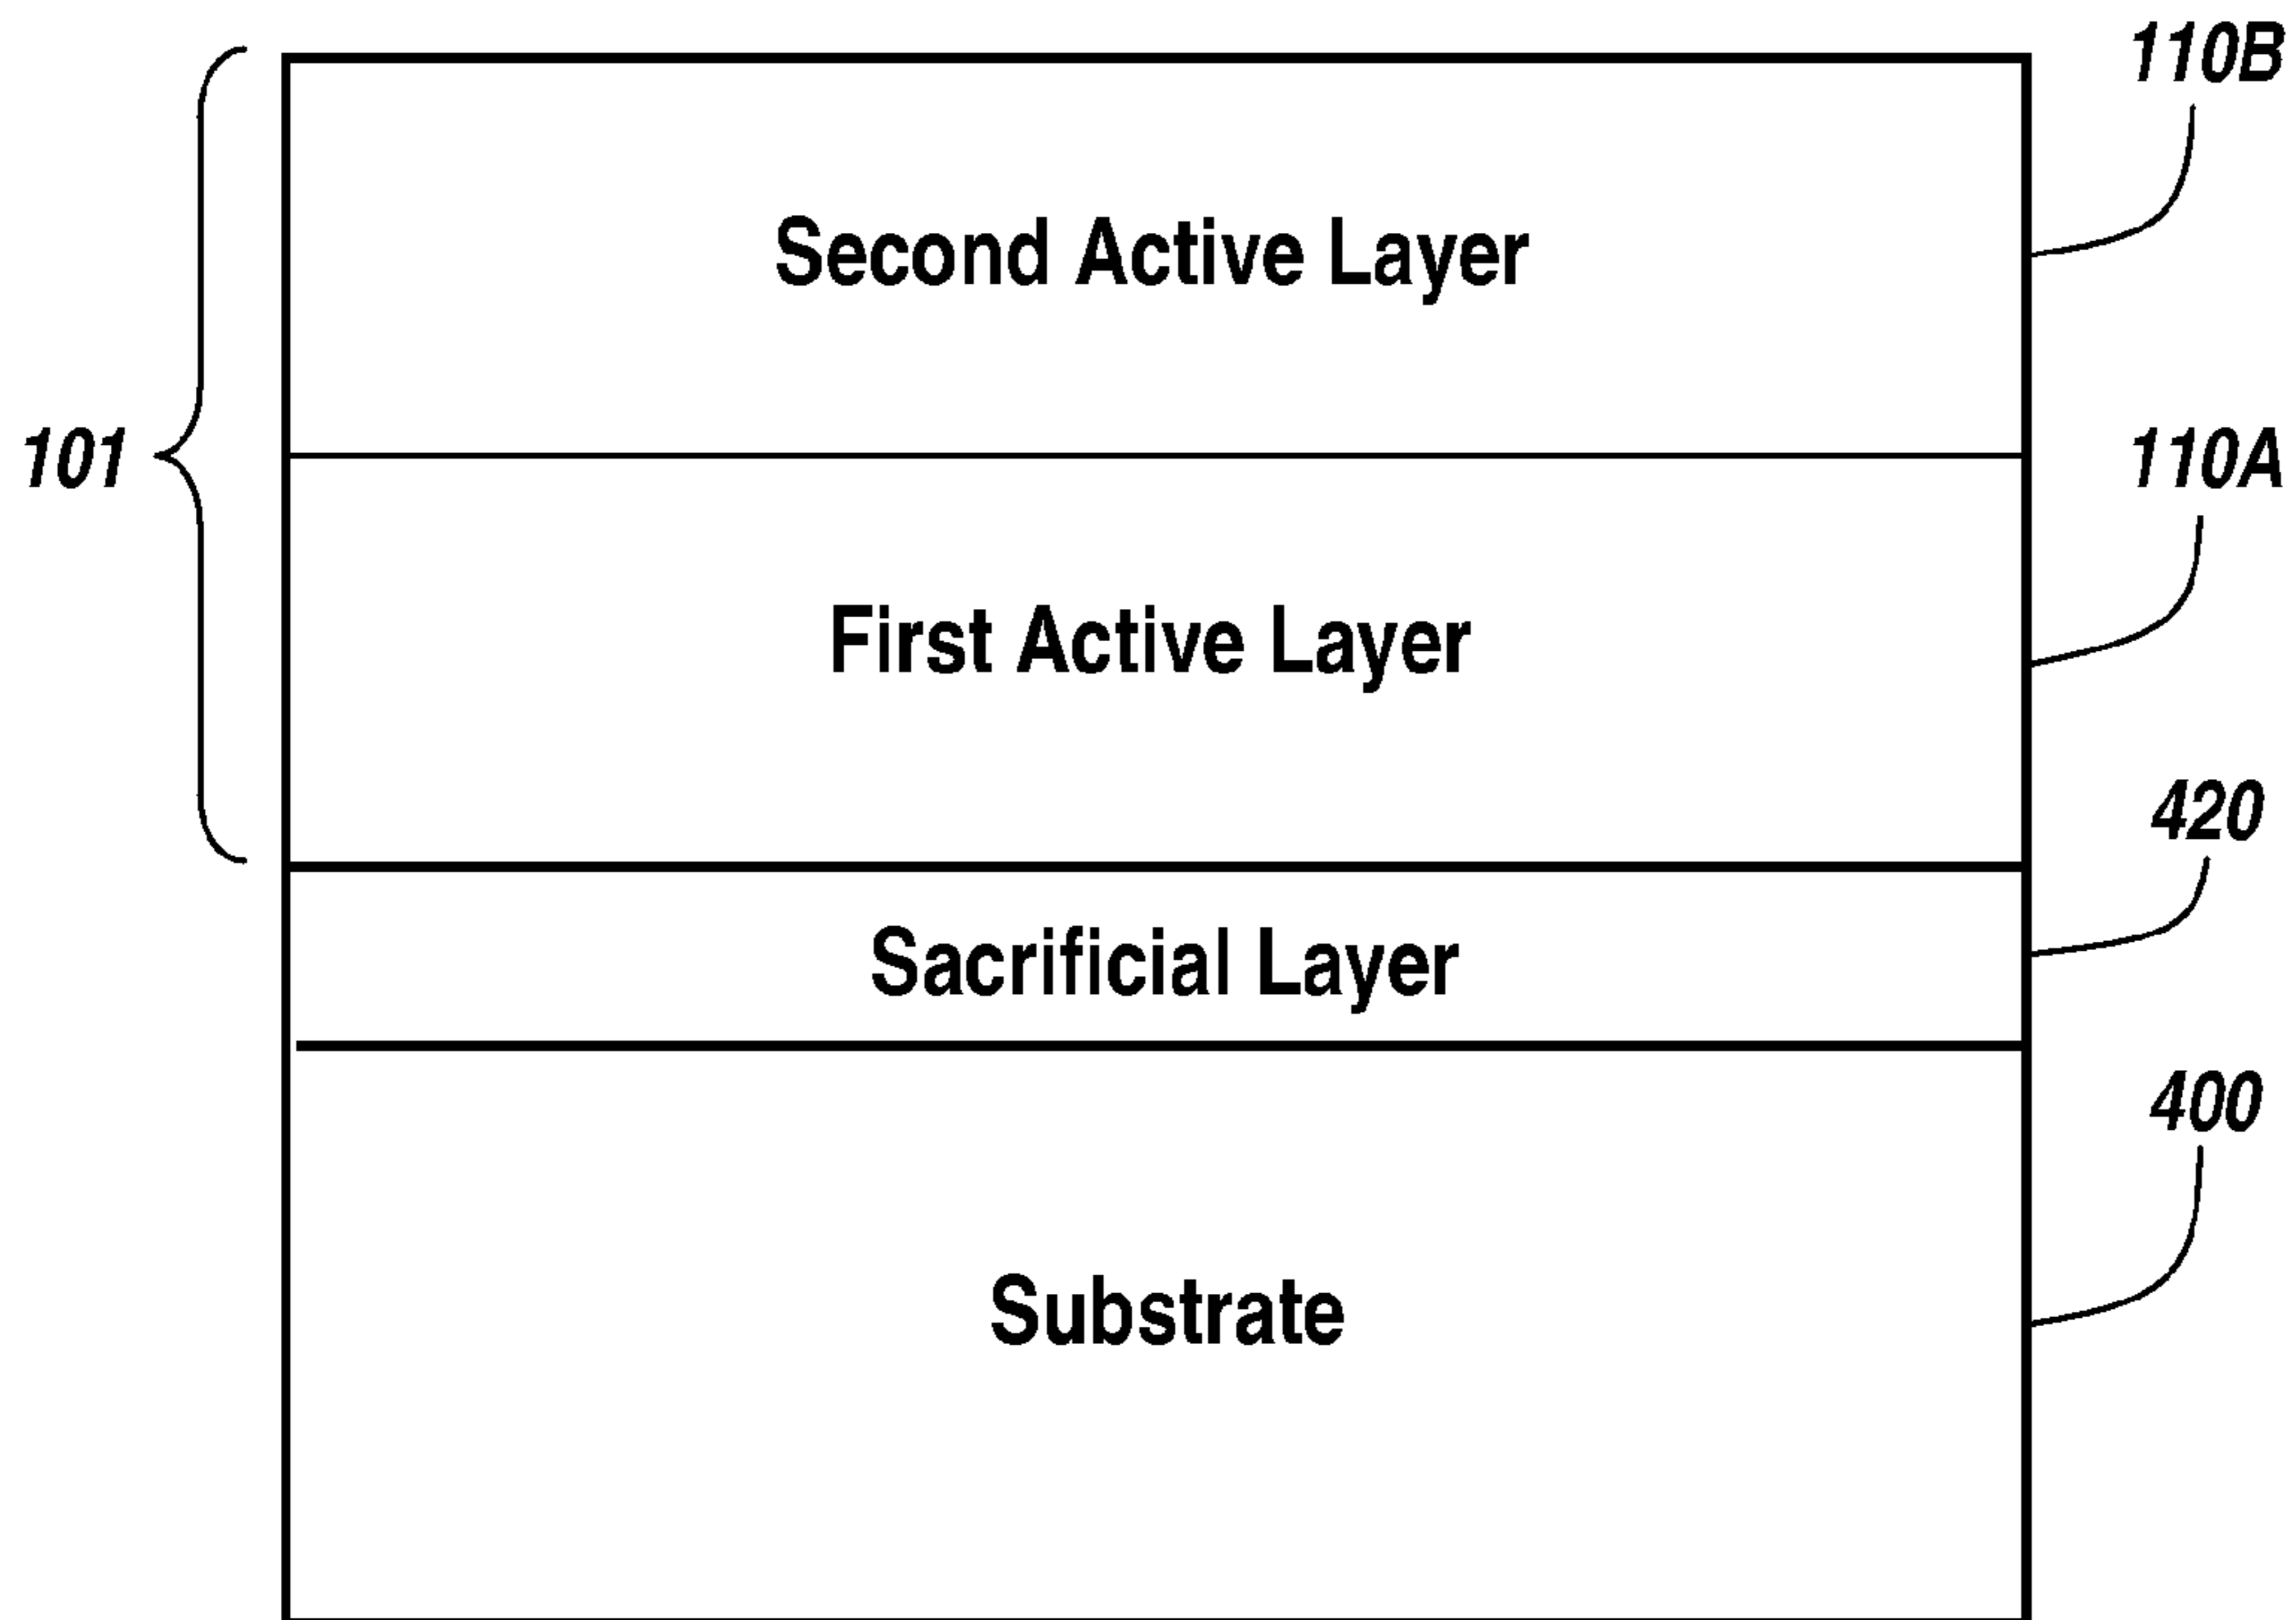 110B
Second Active Layer
101
110A
First Active Layer
420
Sacrificial Layer
400
Substrate